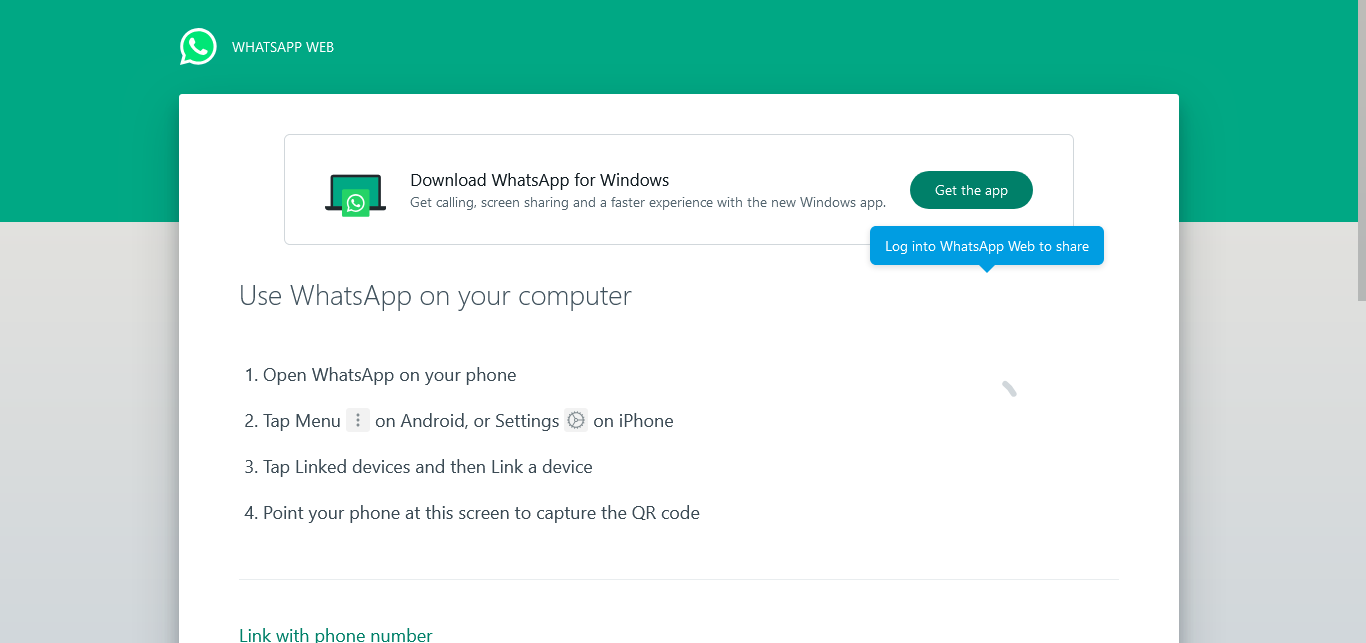 WHATSAPP WEB
Download WhatsApp for Windows
Get calling, screen sharing and a faster experience with the new Windows app.
Get the app
Log into WhatsApp Web to share
Use WhatsApp on your computer
1. Open WhatsApp on your phone
2. Tap Menu on Android, or Settings on iPhone
3. Tap Linked devices and then Link a device
4. Point your phone at this screen to capture the QR code
Link with phone number